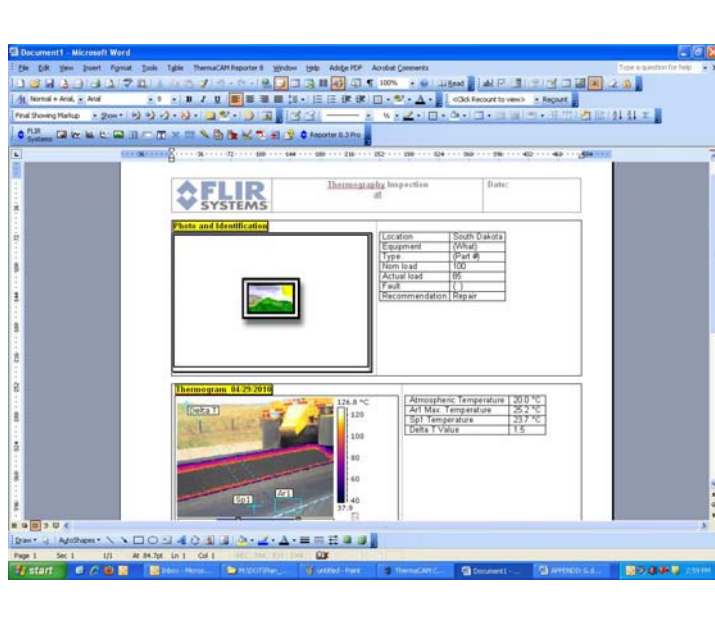 Document1 - Microsoft Word
File Edit View Insert Format Tools Table ThermaCAM Reporter 8 Window Help Adobe PDF Acrobat Comments Type a question for help
100% Read
Normal + Arial, Arial 8 B I U <Click Recount to view> Recount
Final Showing Markup Show
FLIR Systems Reporter 8.3 Pro
FLIR SYSTEMS
Thermography Inspection
Date:
Photo and Identification
Location South Dakota
Equipment (What)
Type (Part #)
Nom load 100
Actual load 85
Fault ( )
Recommendation Repair
Thermogram 04/29/2010
Delta T
126.8 °C
120
100
80
60
40
37.9
Sp1 Ar1
Atmospheric Temperature 20.0 °C
Ar1 Max. Temperature 25.2 °C
Sp1 Temperature 23.7 °C
Delta T Value 1.5
Draw AutoShapes
Page 1 Sec 1 1/1 At 84.7pt Ln 1 Col 1
start Document1 - ... 2:59 PM